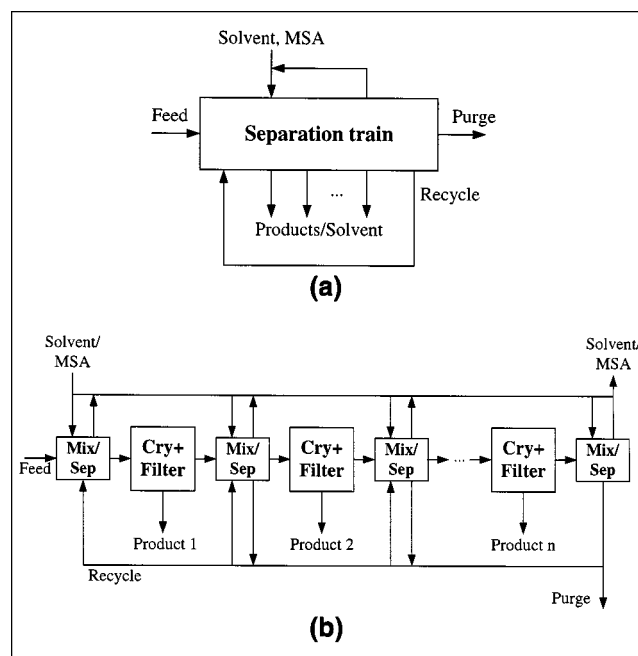 Solvent, MSA
Feed
Separation train
Purge
...
Recycle
Products/Solvent
(a)
Solvent/
MSA
Solvent/
MSA
Feed
Mix/
Sep
Cry+
Filter
Mix/
Sep
Cry+
Filter
Mix/
Sep
...
Cry+
Filter
Mix/
Sep
Product 1
Product 2
Product n
Recycle
Purge
(b)